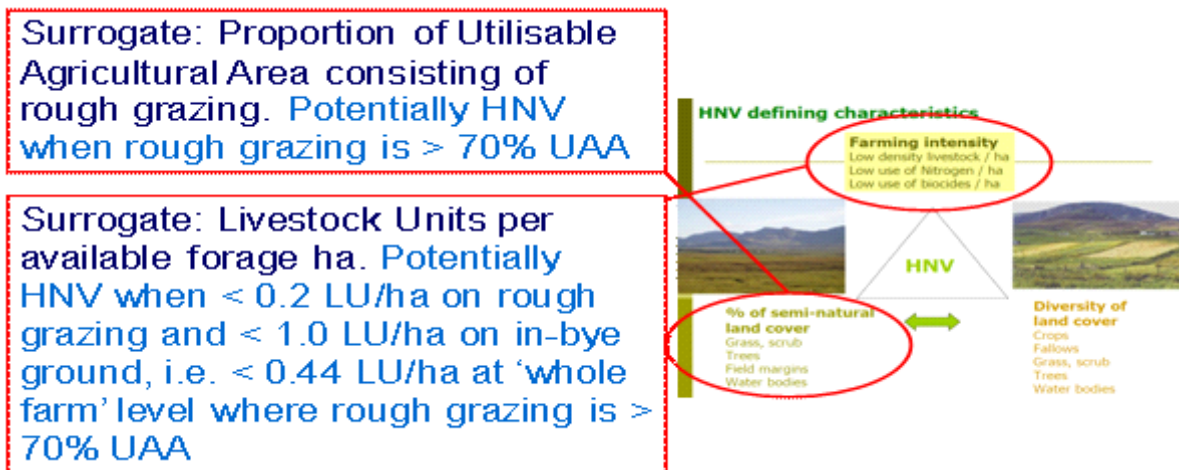 Surrogate: Proportion of Utilisable
Agricultural Area consisting of
rough grazing. Potentially HNV
when rough grazing is > 70% UAA
Surrogate: Livestock Units per
available forage ha. Potentially
HNV when < 0.2 LU/ha on rough
grazing and < 1.0 LU/ha on in-bye
ground, i.e. < 0.44 LU/ha at ‘whole
farm’ level where rough grazing is >
70% UAA
HNV defining characteristics
Farming intensity
Low density livestock / ha
Low use of Nitrogen / ha
Low use of biocides / ha
HNV
% of semi-natural
land cover
Grass, scrub
Trees
Field margins
Water bodies
Diversity of
land cover
Crops
Fallows
Grass, scrub
Trees
Water bodies